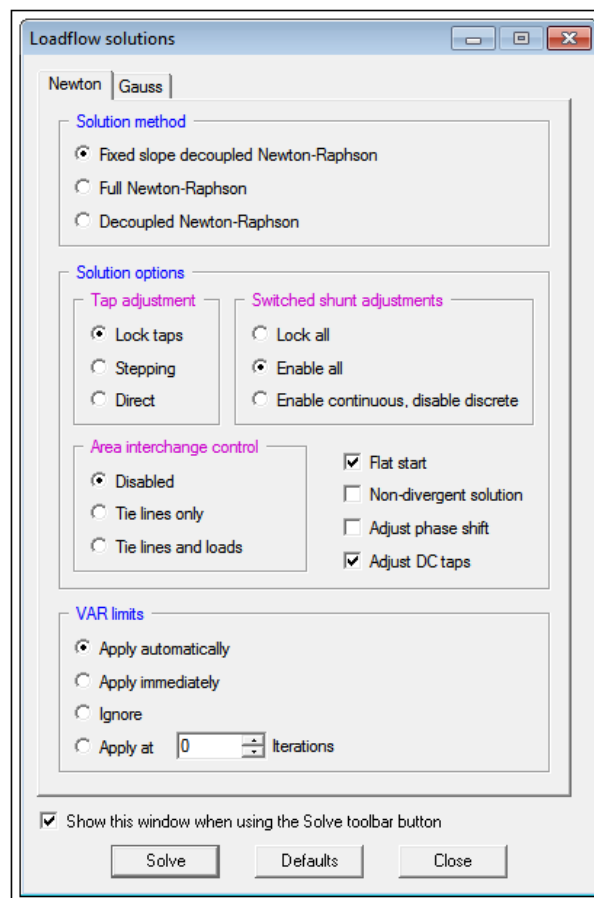 Loadflow solutions
Newton Gauss
Solution method
Fixed slope decoupled Newton-Raphson
Full Newton-Raphson
Decoupled Newton-Raphson
Solution options
Tap adjustment Switched shunt adjustments
Lock taps Lock all
Stepping Enable all
Direct Enable continuous, disable discrete
Area interchange control
Disabled
Tie lines only
Tie lines and loads
Flat start
Non-divergent solution
Adjust phase shift
Adjust DC taps
VAR limits
Apply automatically
Apply immediately
Ignore
Apply at 0 Iterations
Show this window when using the Solve toolbar button
Solve Defaults Close